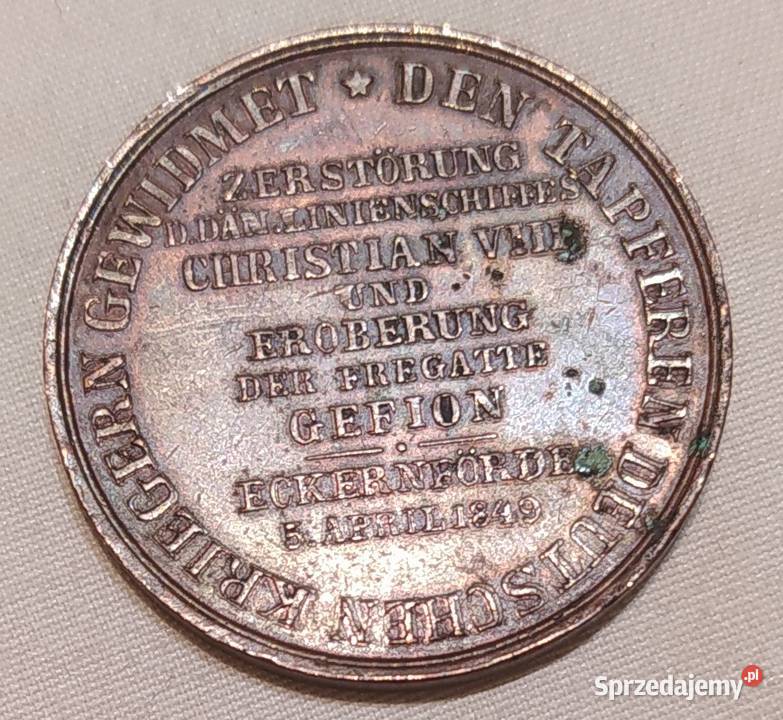 ★ DEN TAPFEREN DEUTSCHEN KRIEGERN GEWIDMET
ZERSTÖRUNG
D. DÄN. LINIENSCHIFFES
CHRISTIAN VIII
UND
EROBERUNG
DER FREGATTE
GEFION
ECKERNFÖRDE
5. APRIL 1849
Sprzedajemy.pl